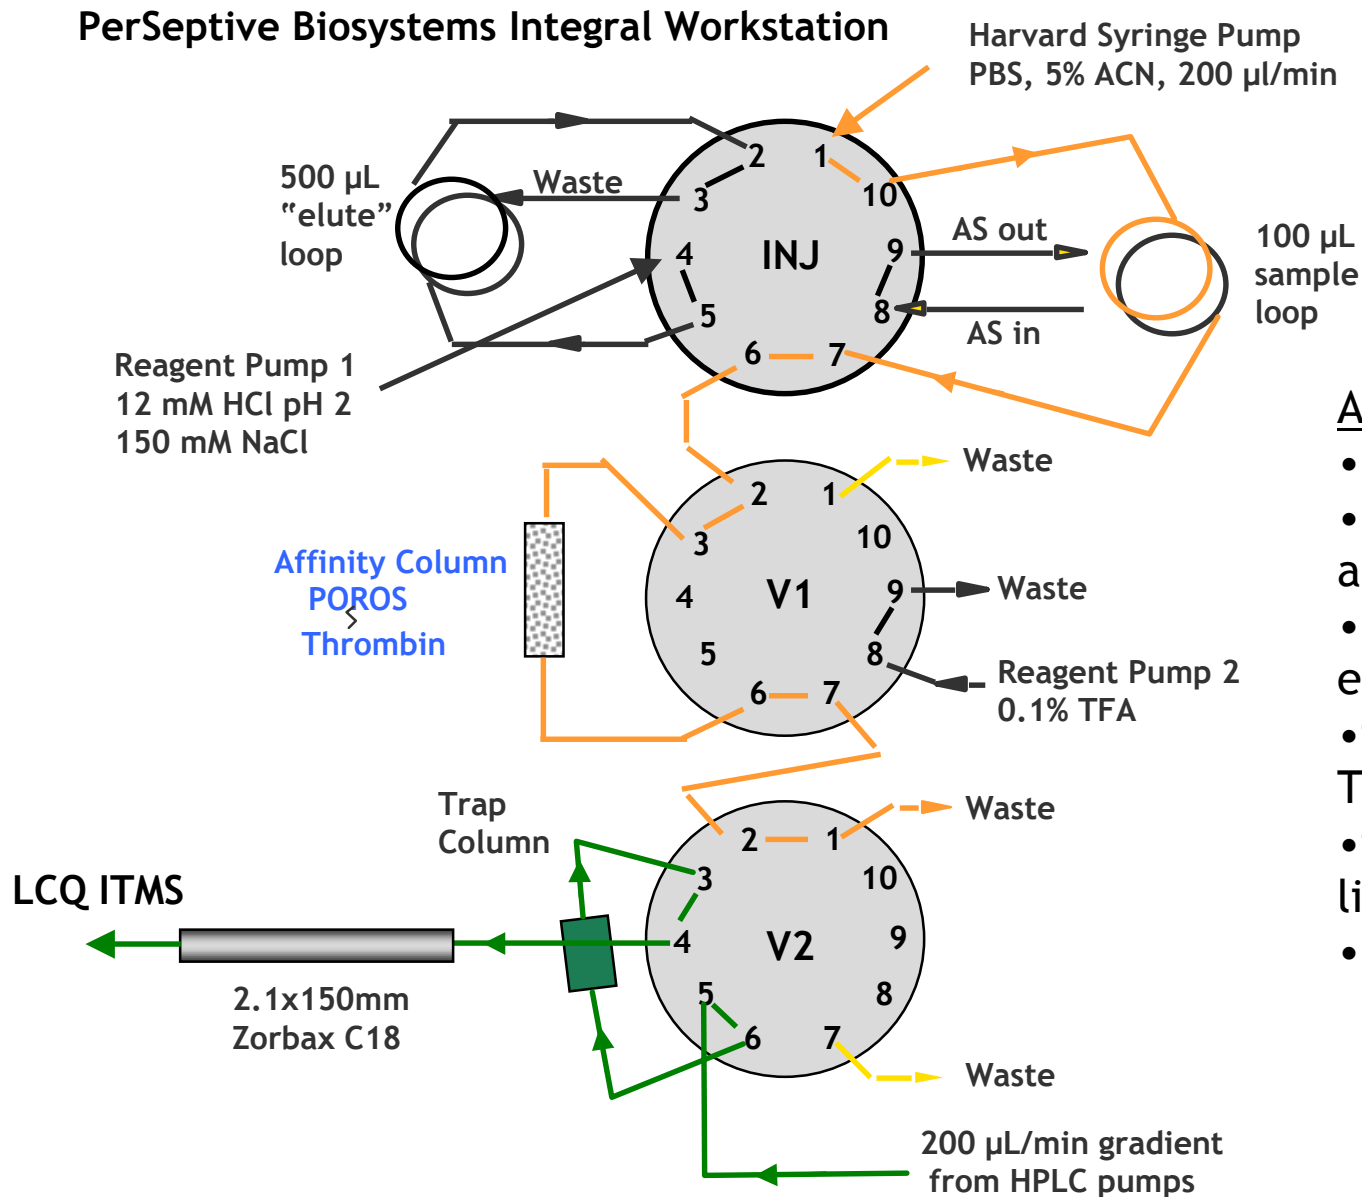 PerSeptive Biosystems Integral Workstation
Harvard Syringe Pump
PBS, 5% ACN, 200 µl/min
500 µL
“elute”
loop
Waste
2
1
3
10
4
INJ
9
5
8
6
7
AS out
AS in
100 µL
sample
loop
Reagent Pump 1
12 mM HCl pH 2
150 mM NaCl
A
•
•
a
•
e
•
T
•
li
•
Waste
2
1
3
10
4
V1
9
5
8
6
7
Affinity Column
POROS
Thrombin
Waste
Reagent Pump 2
0.1% TFA
Trap
Column
Waste
2
1
3
10
4
V2
9
5
8
6
7
LCQ ITMS
2.1x150mm
Zorbax C18
Waste
200 µL/min gradient
from HPLC pumps